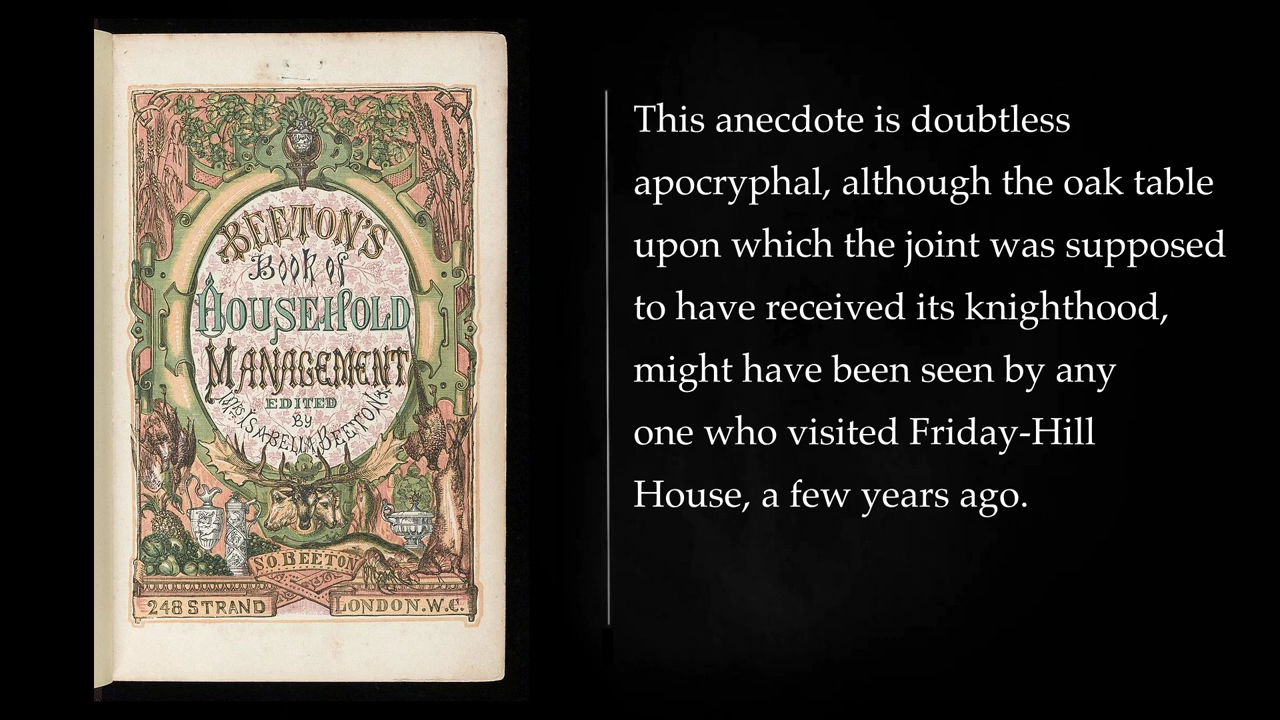 BEETON'S
Book of
HOUSEHOLD
MANAGEMENT
EDITED
BY
MRS ISABELLA BEETON
S.O. BEETON
248 STRAND
LONDON. W.C.
This anecdote is doubtless
apocryphal, although the oak table
upon which the joint was supposed
to have received its knighthood,
might have been seen by any
one who visited Friday-Hill
House, a few years ago.